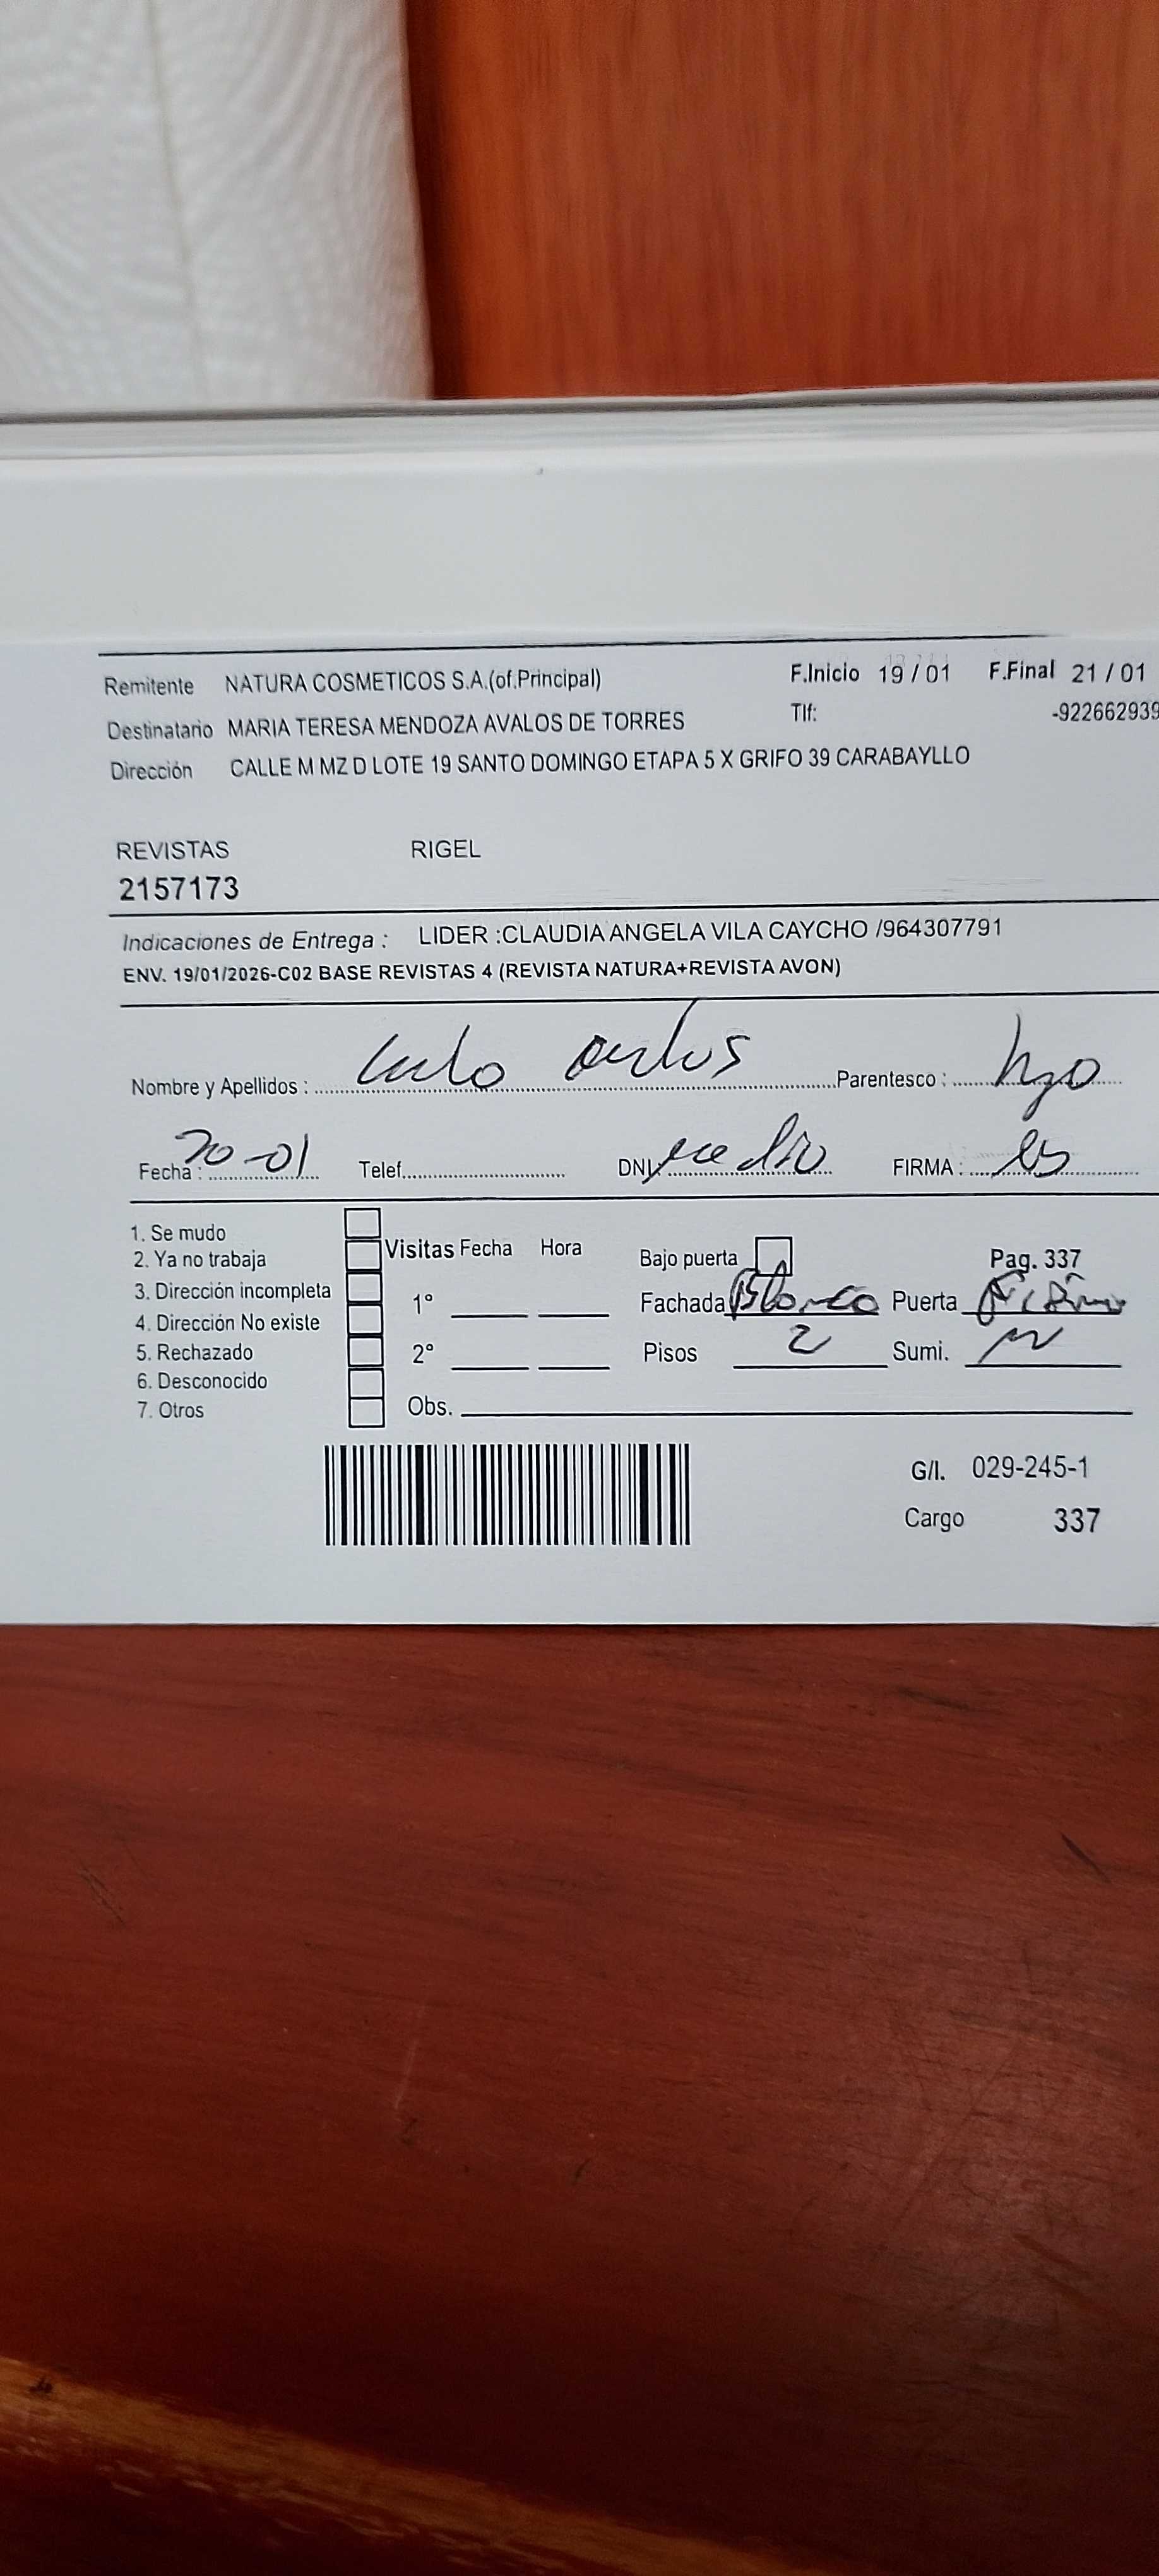 Remitente NATURA COSMETICOS S.A.(of.Principal) F.Inicio 19 / 01 F.Final 21 / 01
Destinatario MARIA TERESA MENDOZA AVALOS DE TORRES Tlf: -922662939
Dirección CALLE M MZ D LOTE 19 SANTO DOMINGO ETAPA 5 X GRIFO 39 CARABAYLLO
REVISTAS RIGEL
2157173
Indicaciones de Entrega : LIDER :CLAUDIA ANGELA VILA CAYCHO /964307791
ENV. 19/01/2026-C02 BASE REVISTAS 4 (REVISTA NATURA+REVISTA AVON)
Nombre y Apellidos : Parentesco : hijo
Fecha : 20-01 Telef. DNI FIRMA :
1. Se mudo
2. Ya no trabaja Visitas Fecha Hora Bajo puerta Pag. 337
3. Dirección incompleta 1° Fachada Blanco Puerta
4. Dirección No existe
5. Rechazado 2° Pisos 2 Sumi.
6. Desconocido
7. Otros Obs.
G/I. 029-245-1
Cargo 337